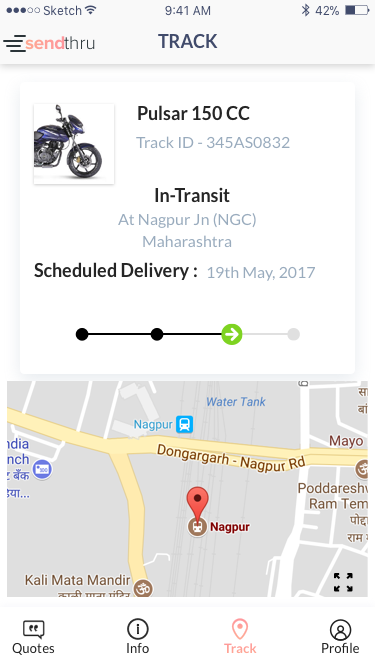 Sketch
9:41 AM
42%
sendthru
TRACK
Pulsar 150 CC
Track ID - 345AS0832
In-Transit
At Nagpur Jn (NGC)
Maharashtra
Scheduled Delivery : 19th May, 2017
Water Tank
सा
Nagpur
Mayo
ndia
nch
Dongargarh - Nagpur Rd
ट बँक
डिया...
Poddaresh
Ram Tem
पोद्दा
राम
Nagpur
Kali Mata Mandir
काली माता मंदिर
Quotes
Info
Track
Profile